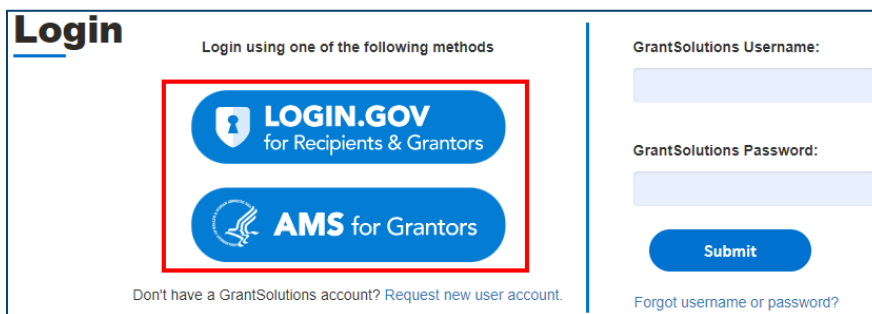 Login
Login using one of the following methods
LOGIN.GOV
for Recipients & Grantors
AMS for Grantors
Don't have a GrantSolutions account? Request new user account.
GrantSolutions Username:
GrantSolutions Password:
Submit
Forgot username or password?